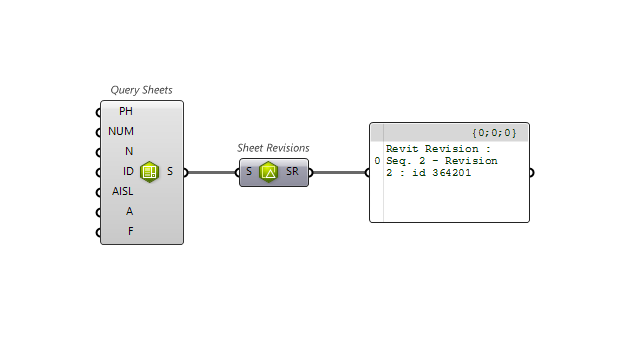 Query Sheets
PH
NUM
N
ID
S
AISL
A
F
Sheet Revisions
S
SR
{0;0;0}
0
Revit Revision :
Seq. 2 - Revision
2 : id 364201